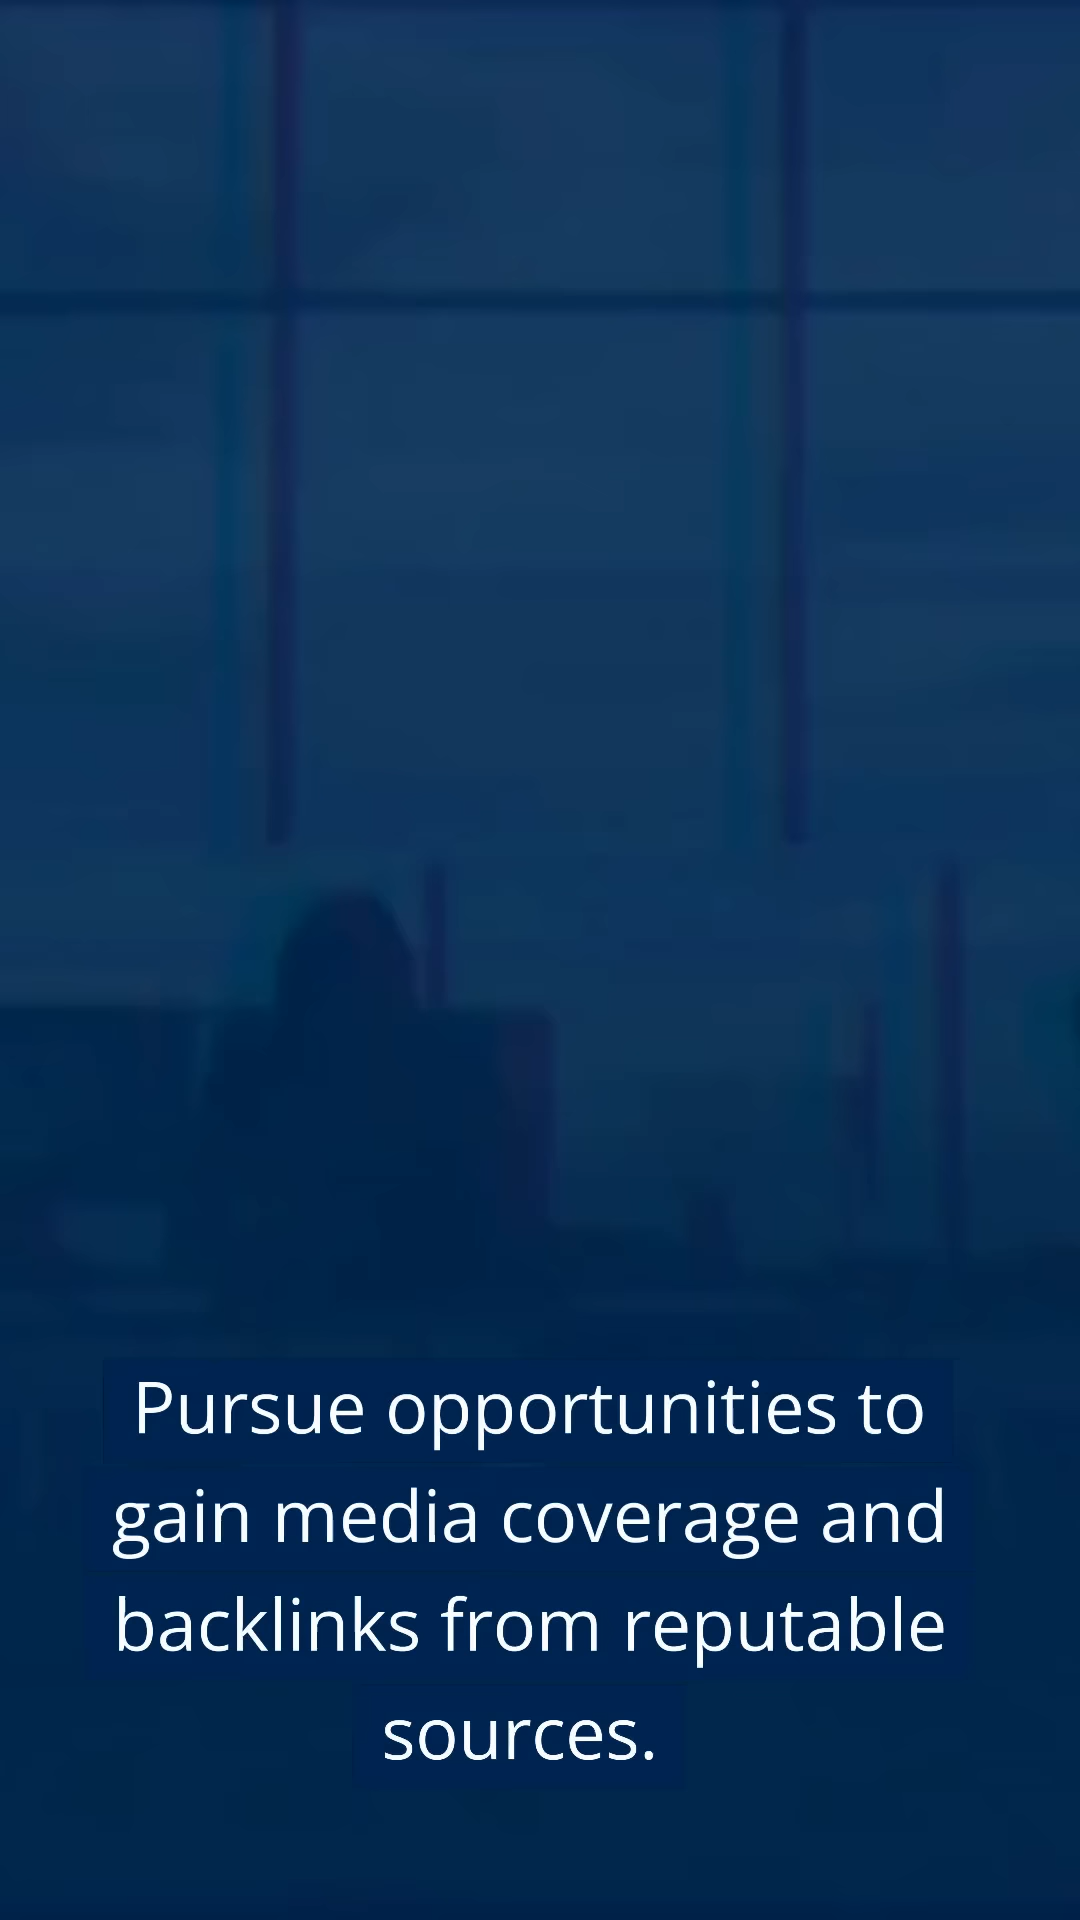 Pursue opportunities to
gain media coverage and
backlinks from reputable
sources.